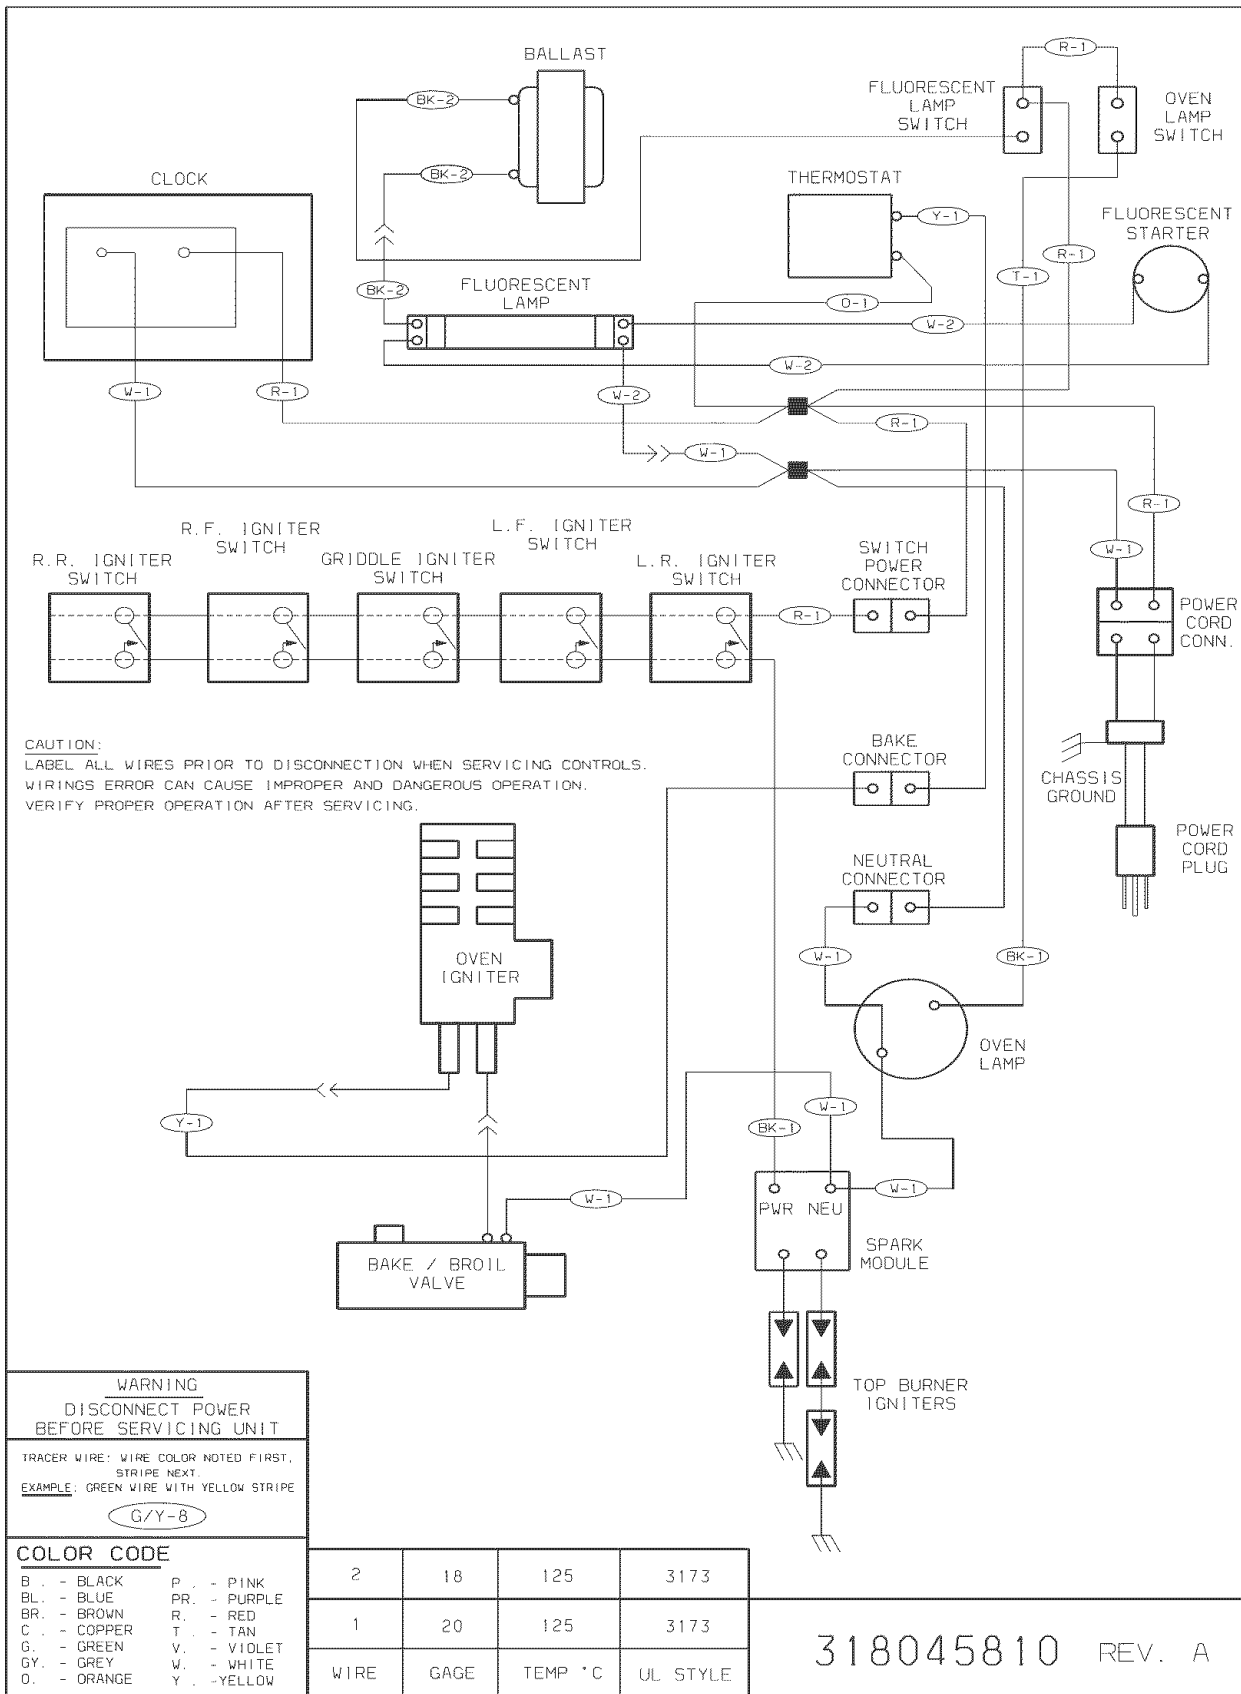 BALLAST
R-1
FLUORESCENT
LAMP
SWITCH
OVEN
LAMP
SWITCH
BK-2
BK-2
CLOCK
THERMOSTAT
Y-1
FLUORESCENT
STARTER
R-1
T-1
BK-2
FLUORESCENT
LAMP
O-1
W-2
W-2
W-1
R-1
W-2
R-1
W-1
R-1
W-1
R.R. IGNITER
SWITCH
R.F. IGNITER
SWITCH
GRIDDLE IGNITER
SWITCH
L.F. IGNITER
SWITCH
L.R. IGNITER
SWITCH
SWITCH
POWER
CONNECTOR
R-1
POWER
CORD
CONN.
CAUTION:
LABEL ALL WIRES PRIOR TO DISCONNECTION WHEN SERVICING CONTROLS.
WIRINGS ERROR CAN CAUSE IMPROPER AND DANGEROUS OPERATION.
VERIFY PROPER OPERATION AFTER SERVICING.
BAKE
CONNECTOR
CHASSIS
GROUND
POWER
CORD
PLUG
NEUTRAL
CONNECTOR
W-1
BK-1
OVEN
IGNITER
OVEN
LAMP
Y-1
W-1
BK-1
W-1
W-1
PWR NEU
SPARK
MODULE
BAKE / BROIL
VALVE
TOP BURNER
IGNITERS
WARNING
DISCONNECT POWER
BEFORE SERVICING UNIT
TRACER WIRE: WIRE COLOR NOTED FIRST,
STRIPE NEXT.
EXAMPLE: GREEN WIRE WITH YELLOW STRIPE
G/Y-8
COLOR CODE
B. - BLACK P. - PINK
BL. - BLUE PR. - PURPLE
BR. - BROWN R. - RED
C. - COPPER T. - TAN
G. - GREEN V. - VIOLET
GY. - GREY W. - WHITE
O. - ORANGE Y. -YELLOW
2 18 125 3173
1 20 125 3173
WIRE GAGE TEMP °C UL STYLE
318045810 REV. A